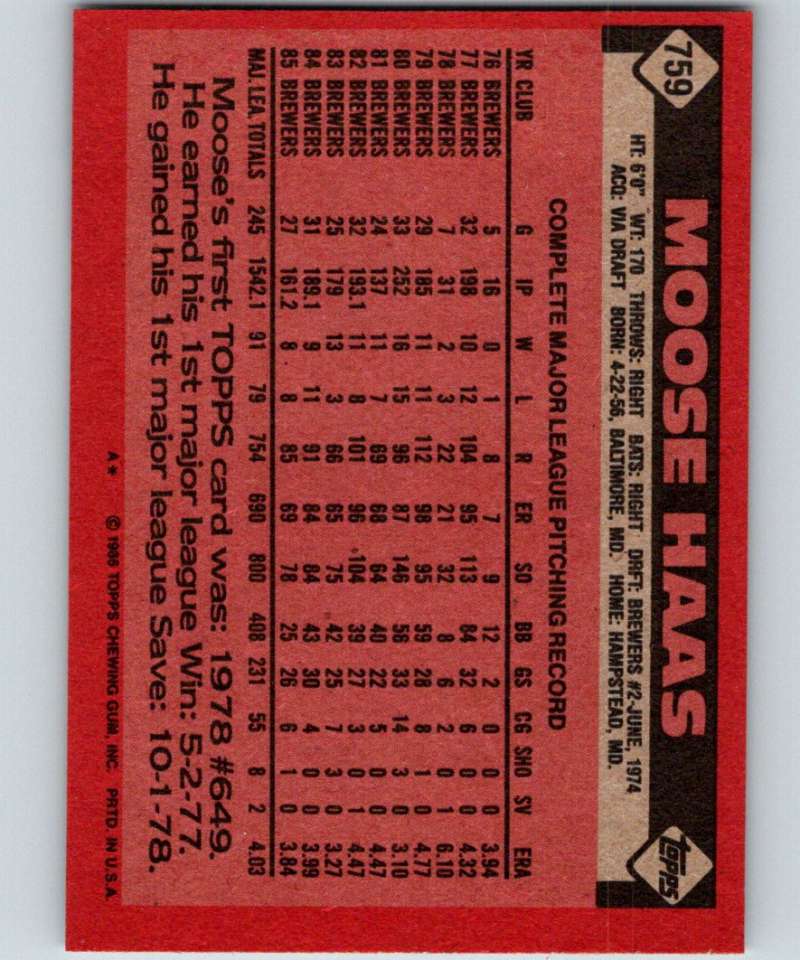 759
MOOSE HAAS
Topps
HT: 6'0" WT: 170 THROWS: RIGHT BATS: RIGHT DRFT: BREWERS #2-JUNE, 1974
ACQ: VIA DRAFT BORN: 4-22-56, BALTIMORE, MD. HOME: HAMPSTEAD, MD.
COMPLETE MAJOR LEAGUE PITCHING RECORD
YR CLUB G IP W L R ER SO BB GS CG SHO SV ERA
76 BREWERS 5 16 0 1 8 7 9 12 2 0 0 0 3.94
77 BREWERS 32 198 10 12 104 95 113 84 32 6 0 0 4.32
78 BREWERS 7 31 2 3 22 21 32 8 6 2 0 1 6.10
79 BREWERS 29 185 11 11 112 98 95 59 28 8 1 0 4.77
80 BREWERS 33 252 16 15 96 87 146 56 33 14 3 0 3.10
81 BREWERS 24 137 11 7 69 68 64 40 22 5 0 0 4.47
82 BREWERS 32 193.1 11 8 101 96 104 39 27 3 0 1 4.47
83 BREWERS 25 179 13 3 66 65 75 42 25 7 3 0 3.27
84 BREWERS 31 189.1 9 11 91 84 84 43 30 4 0 0 3.99
85 BREWERS 27 161.2 8 8 85 69 78 25 26 6 1 0 3.84
MAJ. LEA. TOTALS 245 1542.1 91 79 754 690 800 408 231 55 8 2 4.03
Moose's first TOPPS card was: 1978 #649.
He earned his 1st major league Win: 5-2-77.
He gained his 1st major league Save: 10-1-78.
A* © 1986 TOPPS CHEWING GUM, INC. PRTD. IN U.S.A.